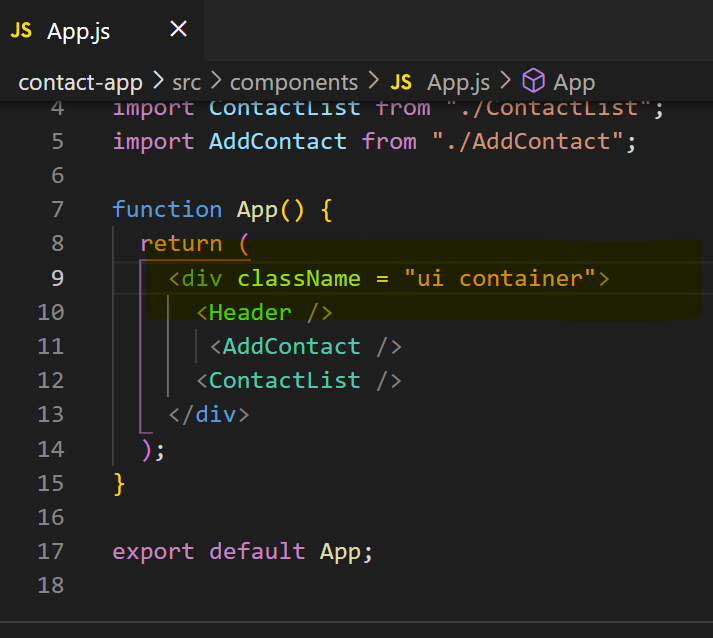 JS App.js ×
contact-app > src > components > JS App.js > App
4 import ContactList from "./ContactList";
5 import AddContact from "./AddContact";
6
7 function App() {
8 return (
9 <div className = "ui container">
10 <Header />
11 <AddContact />
12 <ContactList />
13 </div>
14 );
15 }
16
17 export default App;
18